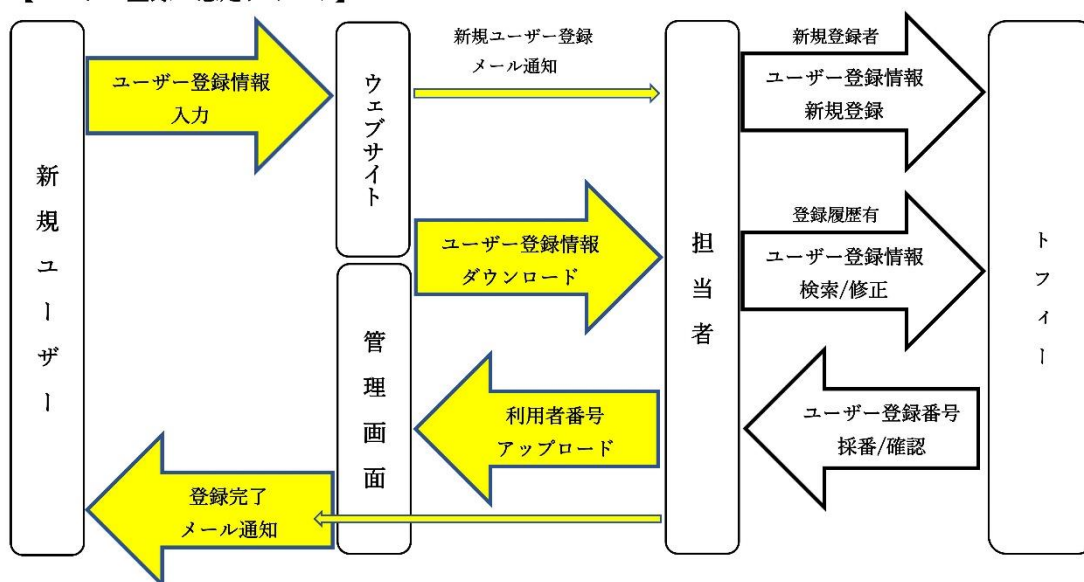 新規ユーザー
ユーザー登録情報
入力
ウェブサイト
新規ユーザー登録
メール通知
ユーザー登録情報
ダウンロード
管理画面
利用者番号
アップロード
登録完了
メール通知
担当者
新規登録者
ユーザー登録情報
新規登録
登録履歴有
ユーザー登録情報
検索/修正
ユーザー登録番号
採番/確認
トフィー